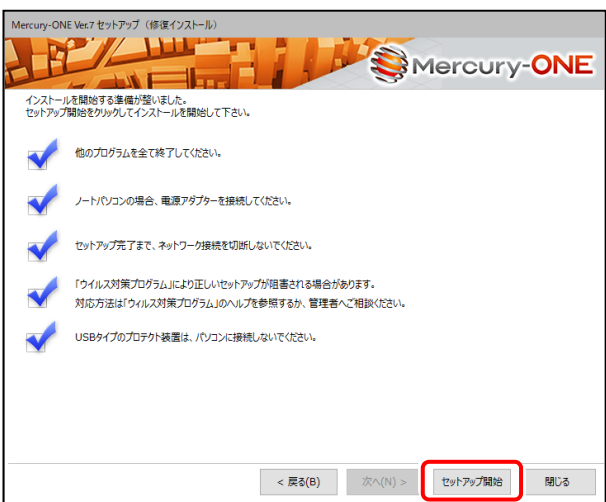 Mercury-ONE Ver.7 セットアップ（修復インストール）
Mercury-ONE
インストールを開始する準備が整いました。
セットアップ開始をクリックしてインストールを開始して下さい。
他のプログラムを全て終了してください。
ノートパソコンの場合、電源アダプターを接続してください。
セットアップ完了まで、ネットワーク接続を切断しないでください。
「ウイルス対策プログラム」により正しいセットアップが阻害される場合があります。
対応方法は「ウィルス対策プログラム」のヘルプを参照するか、管理者へご相談ください。
USBタイプのプロテクト装置は、パソコンに接続しないでください。
< 戻る(B) 次へ(N) > セットアップ開始 閉じる